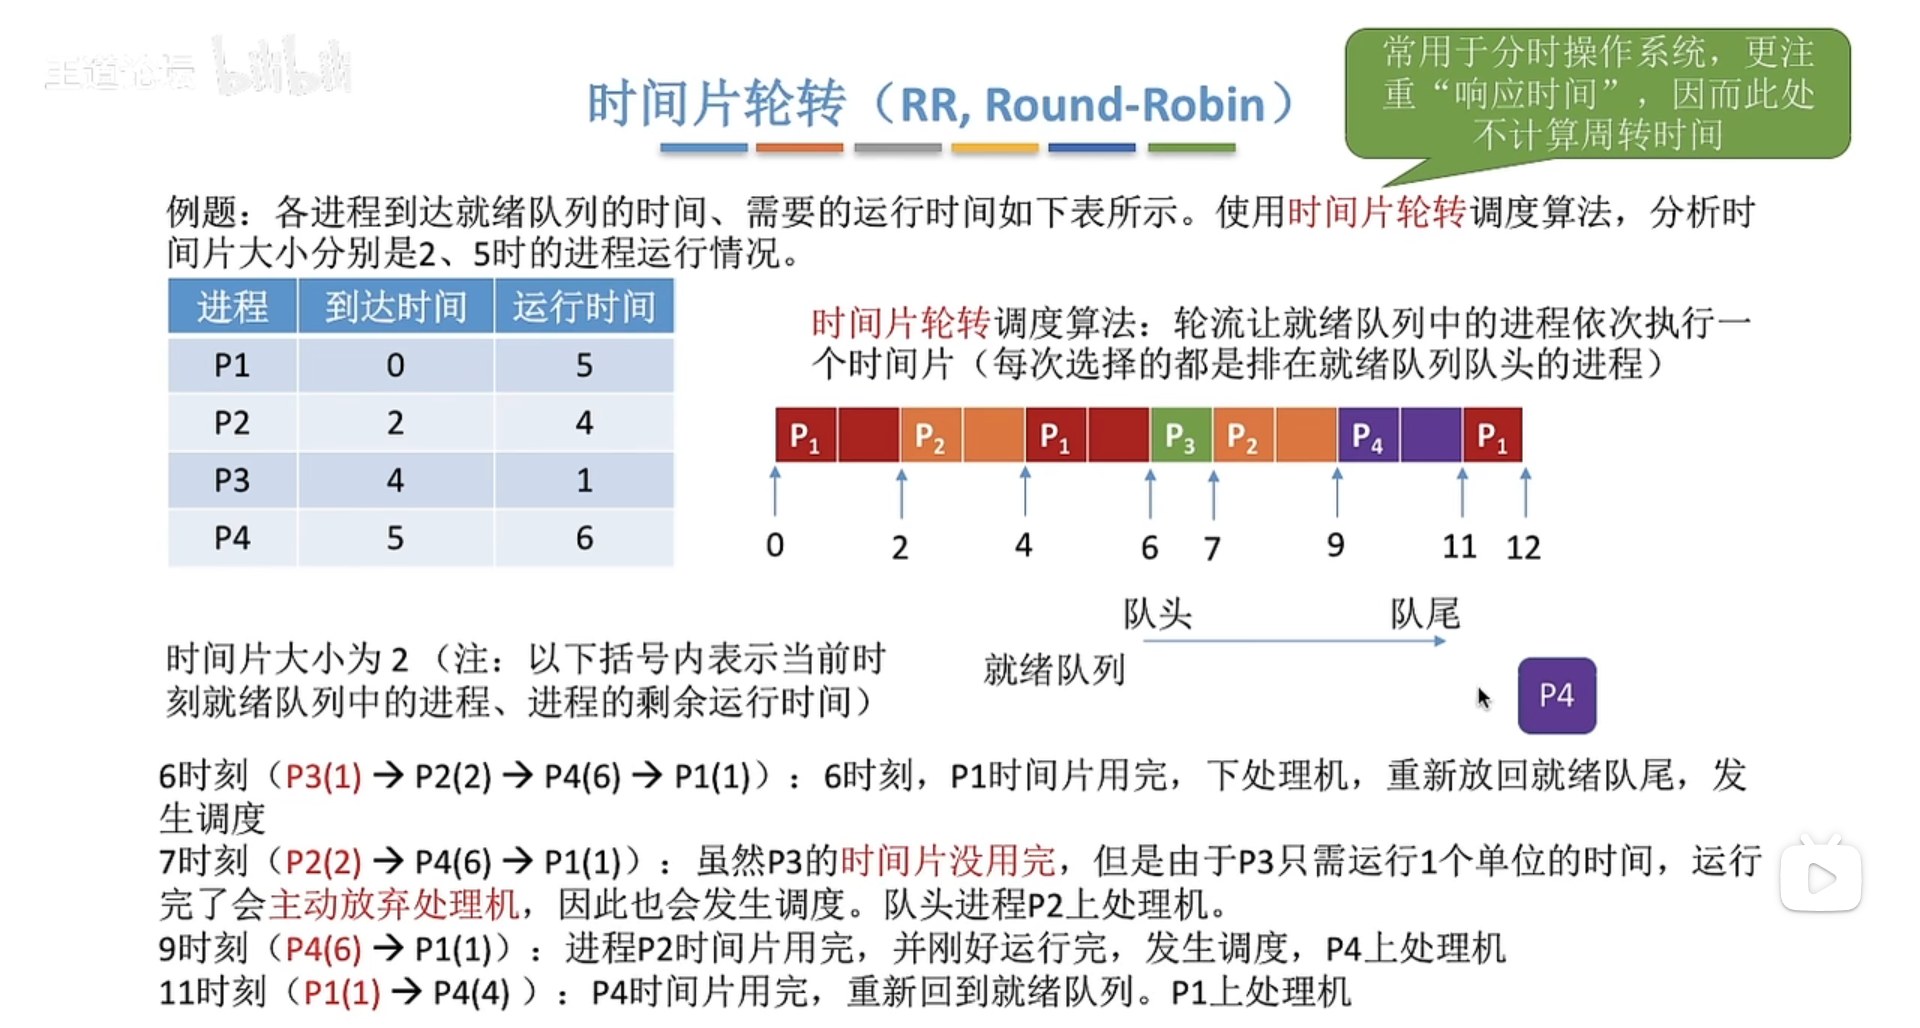 王道论坛 bilibili
常用于分时操作系统，更注
重“响应时间”，因而此处
不计算周转时间
时间片轮转（RR, Round-Robin）
例题：各进程到达就绪队列的时间、需要的运行时间如下表所示。使用时间片轮转调度算法，分析时
间片大小分别是2、5时的进程运行情况。
进程 到达时间 运行时间
P1 0 5
P2 2 4
P3 4 1
P4 5 6
时间片轮转调度算法：轮流让就绪队列中的进程依次执行一
个时间片（每次选择的都是排在就绪队列队头的进程）
P1 P2 P1 P3 P2 P4 P1
0 2 4 6 7 9 11 12
队头 队尾
就绪队列
P4
时间片大小为 2 （注：以下括号内表示当前时
刻就绪队列中的进程、进程的剩余运行时间）
6时刻（P3(1) → P2(2) → P4(6) → P1(1)）：6时刻，P1时间片用完，下处理机，重新放回就绪队尾，发
生调度
7时刻（P2(2) → P4(6) → P1(1)）：虽然P3的时间片没用完，但是由于P3只需运行1个单位的时间，运行
完了会主动放弃处理机，因此也会发生调度。队头进程P2上处理机。
9时刻（P4(6) → P1(1)）：进程P2时间片用完，并刚好运行完，发生调度，P4上处理机
11时刻（P1(1) → P4(4) ）：P4时间片用完，重新回到就绪队列。P1上处理机